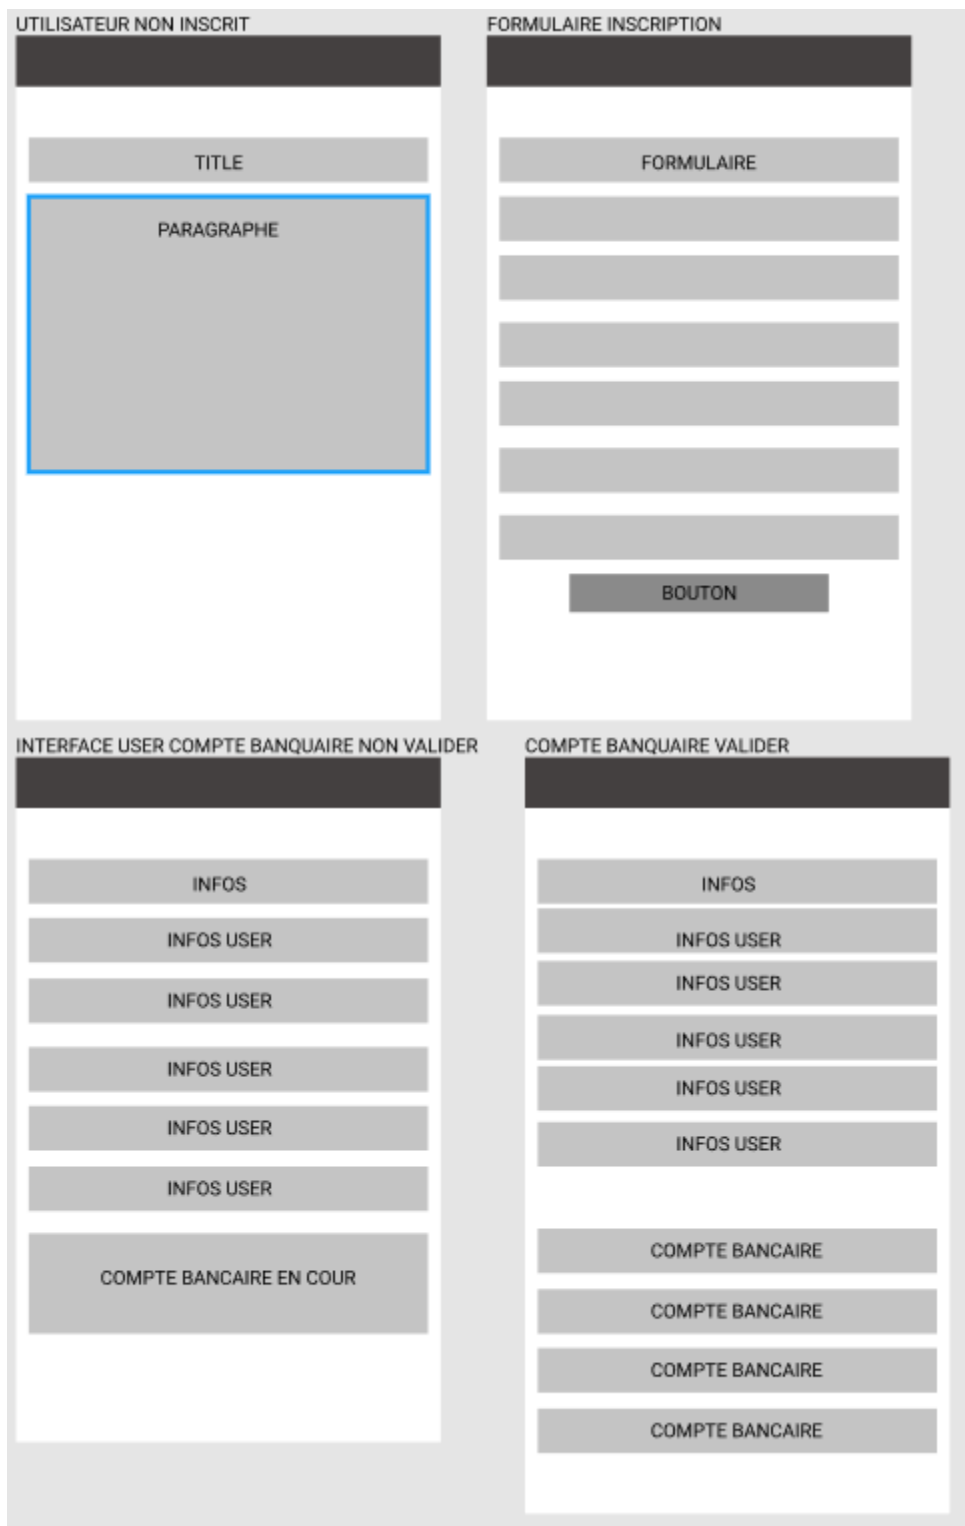 UTILISATEUR NON INSCRIT
TITLE
PARAGRAPHE
FORMULAIRE INSCRIPTION
FORMULAIRE
BOUTON
INTERFACE USER COMPTE BANQUAIRE NON VALIDER
INFOS
INFOS USER
INFOS USER
INFOS USER
INFOS USER
INFOS USER
COMPTE BANCAIRE EN COUR
COMPTE BANQUAIRE VALIDER
INFOS
INFOS USER
INFOS USER
INFOS USER
INFOS USER
INFOS USER
COMPTE BANCAIRE
COMPTE BANCAIRE
COMPTE BANCAIRE
COMPTE BANCAIRE